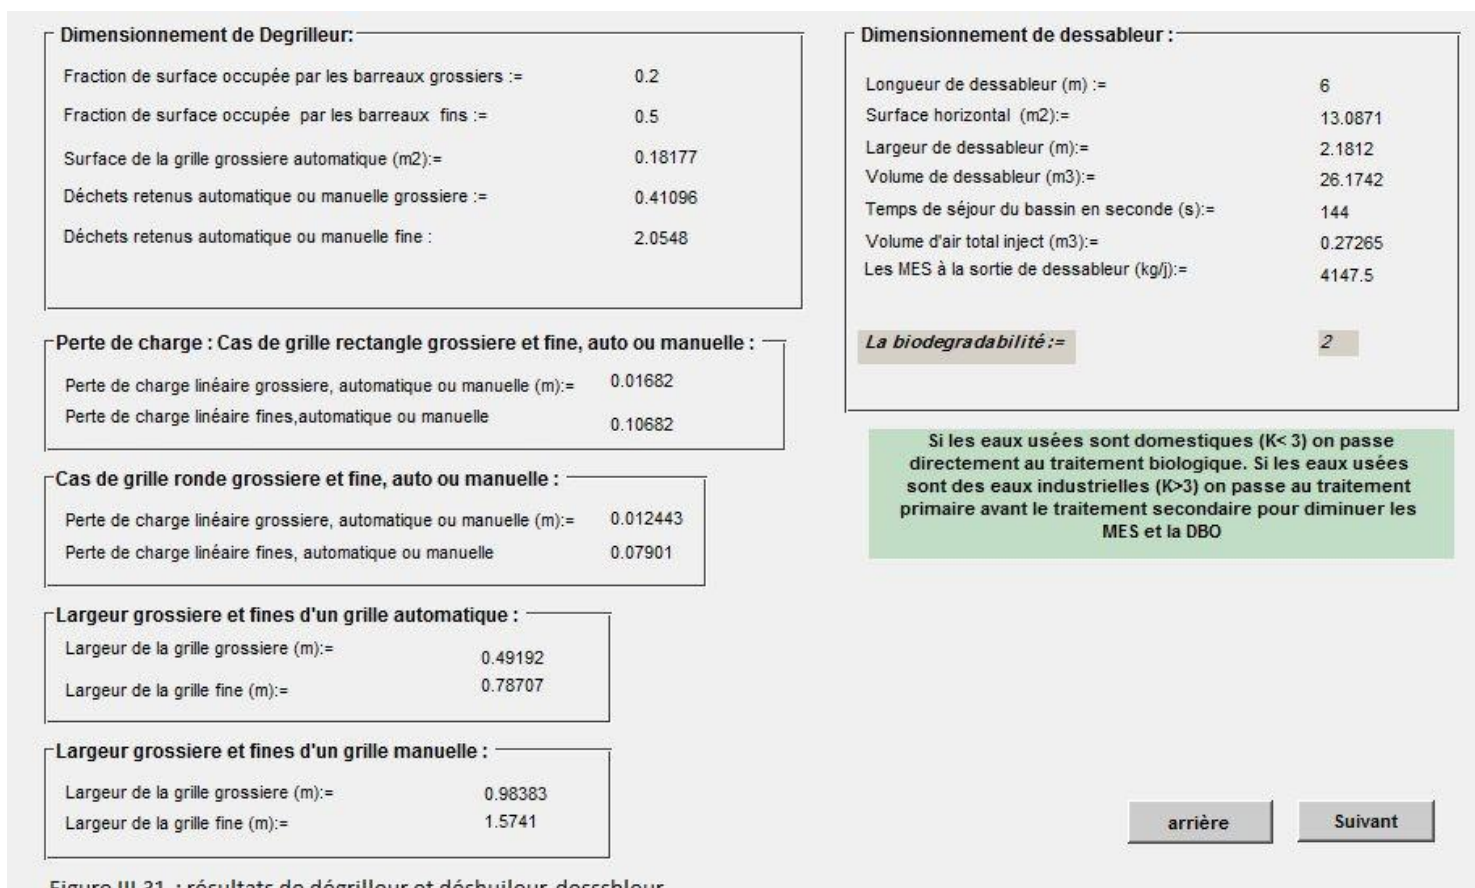 Dimensionnement de Degrilleur:
Fraction de surface occupée par les barreaux grossiers := 0.2
Fraction de surface occupée par les barreaux fins := 0.5
Surface de la grille grossiere automatique (m2):= 0.18177
Déchets retenus automatique ou manuelle grossiere := 0.41096
Déchets retenus automatique ou manuelle fine : 2.0548
Perte de charge : Cas de grille rectangle grossiere et fine, auto ou manuelle :
Perte de charge linéaire grossiere, automatique ou manuelle (m):= 0.01682
Perte de charge linéaire fines,automatique ou manuelle 0.10682
Cas de grille ronde grossiere et fine, auto ou manuelle :
Perte de charge linéaire grossiere, automatique ou manuelle (m):= 0.012443
Perte de charge linéaire fines, automatique ou manuelle 0.07901
Largeur grossiere et fines d'un grille automatique :
Largeur de la grille grossiere (m):= 0.49192
Largeur de la grille fine (m):= 0.78707
Largeur grossiere et fines d'un grille manuelle :
Largeur de la grille grossiere (m):= 0.98383
Largeur de la grille fine (m):= 1.5741
Dimensionnement de dessableur :
Longueur de dessableur (m) := 6
Surface horizontal (m2):= 13.0871
Largeur de dessableur (m):= 2.1812
Volume de dessableur (m3):= 26.1742
Temps de séjour du bassin en seconde (s):= 144
Volume d'air total inject (m3):= 0.27265
Les MES à la sortie de dessableur (kg/j):= 4147.5
La biodegradabilité:= 2
Si les eaux usées sont domestiques (K< 3) on passe
directement au traitement biologique. Si les eaux usées
sont des eaux industrielles (K>3) on passe au traitement
primaire avant le traitement secondaire pour diminuer les
MES et la DBO
arrière Suivant
Figure III.31 : résultats de dégrilleur et déshuileur